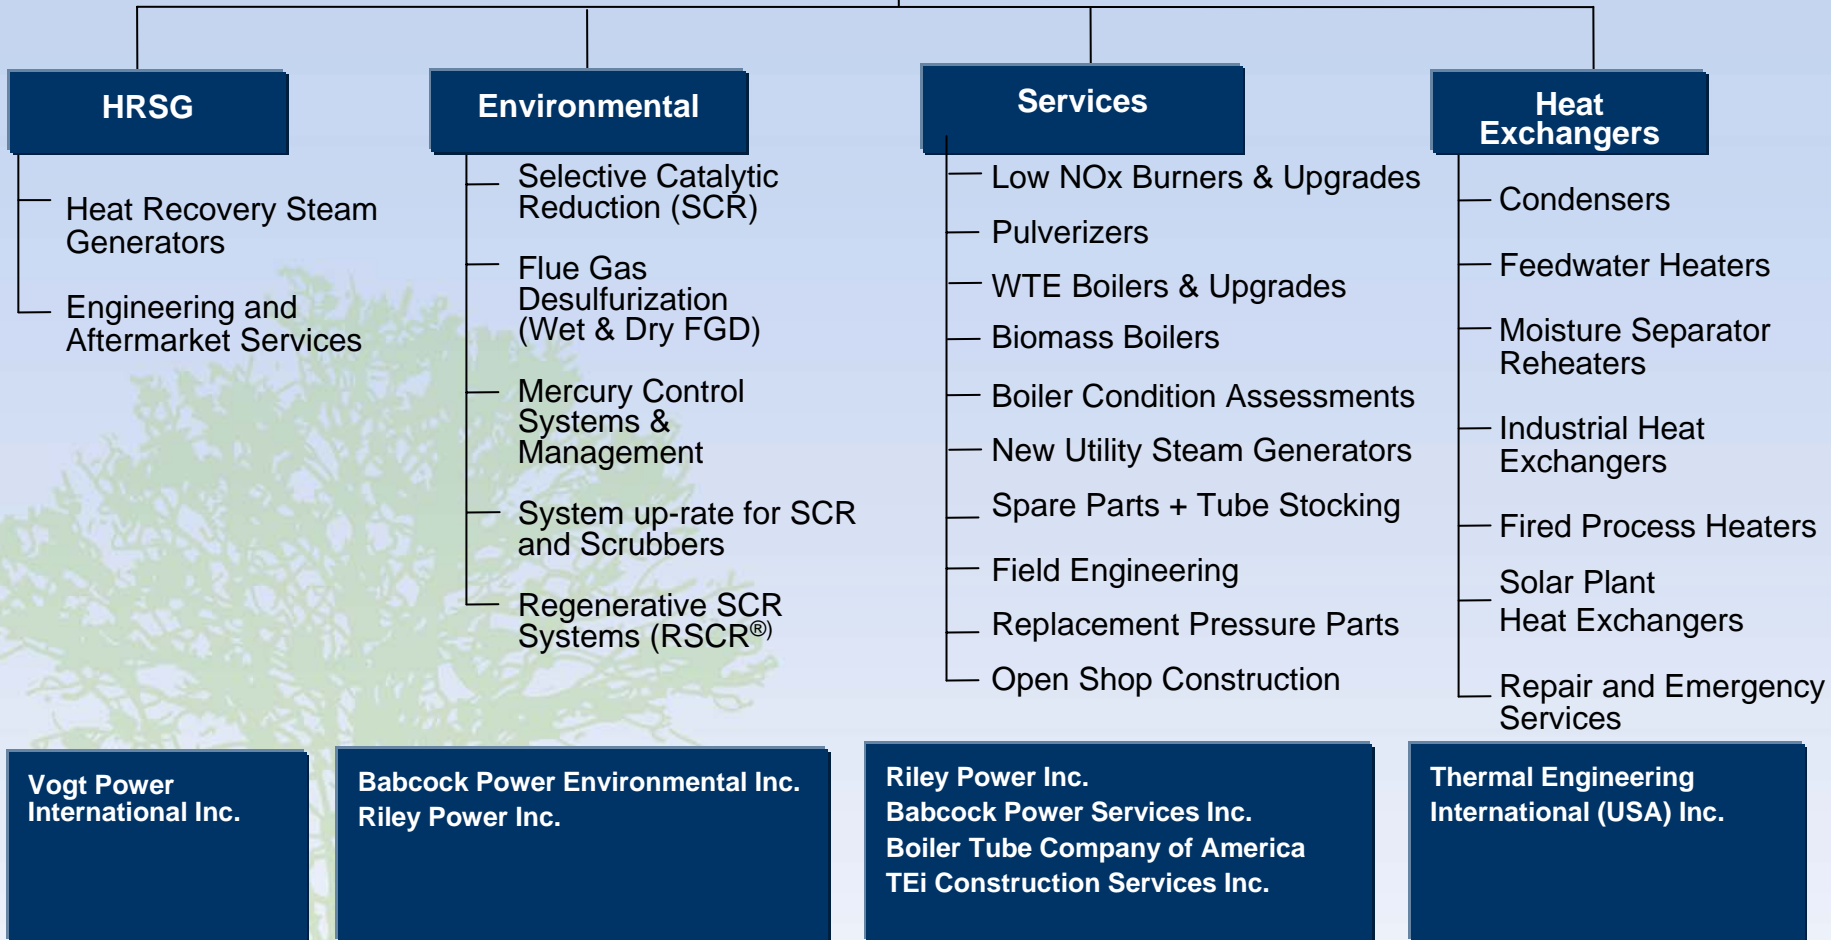 HRSG
Heat Recovery Steam
Generators
Engineering and
Aftermarket Services
Vogt Power
International Inc.
Environmental
Selective Catalytic
Reduction (SCR)
Flue Gas
Desulfurization
(Wet & Dry FGD)
Mercury Control
Systems &
Management
System up-rate for SCR
and Scrubbers
Regenerative SCR
Systems (RSCR®)
Babcock Power Environmental Inc.
Riley Power Inc.
Services
Low NOx Burners & Upgrades
Pulverizers
WTE Boilers & Upgrades
Biomass Boilers
Boiler Condition Assessments
New Utility Steam Generators
Spare Parts + Tube Stocking
Field Engineering
Replacement Pressure Parts
Open Shop Construction
Riley Power Inc.
Babcock Power Services Inc.
Boiler Tube Company of America
TEi Construction Services Inc.
Heat
Exchangers
Condensers
Feedwater Heaters
Moisture Separator
Reheaters
Industrial Heat
Exchangers
Fired Process Heaters
Solar Plant
Heat Exchangers
Repair and Emergency
Services
Thermal Engineering
International (USA) Inc.